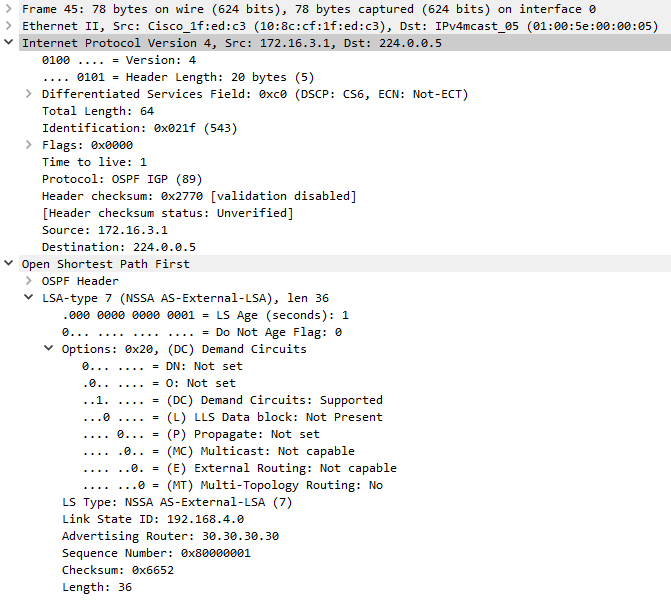 Frame 45: 78 bytes on wire (624 bits), 78 bytes captured (624 bits) on interface 0
Ethernet II, Src: Cisco_1f:ed:c3 (10:8c:cf:1f:ed:c3), Dst: IPv4mcast_05 (01:00:5e:00:00:05)
Internet Protocol Version 4, Src: 172.16.3.1, Dst: 224.0.0.5
0100 .... = Version: 4
.... 0101 = Header Length: 20 bytes (5)
Differentiated Services Field: 0xc0 (DSCP: CS6, ECN: Not-ECT)
Total Length: 64
Identification: 0x021f (543)
Flags: 0x0000
Time to live: 1
Protocol: OSPF IGP (89)
Header checksum: 0x2770 [validation disabled]
[Header checksum status: Unverified]
Source: 172.16.3.1
Destination: 224.0.0.5
Open Shortest Path First
OSPF Header
LSA-type 7 (NSSA AS-External-LSA), len 36
.000 0000 0000 0001 = LS Age (seconds): 1
0... .... .... .... = Do Not Age Flag: 0
Options: 0x20, (DC) Demand Circuits
0... .... = DN: Not set
.0.. .... = O: Not set
..1. .... = (DC) Demand Circuits: Supported
...0 .... = (L) LLS Data block: Not Present
.... 0... = (P) Propagate: Not set
.... .0.. = (MC) Multicast: Not capable
.... ..0. = (E) External Routing: Not capable
.... ...0 = (MT) Multi-Topology Routing: No
LS Type: NSSA AS-External-LSA (7)
Link State ID: 192.168.4.0
Advertising Router: 30.30.30.30
Sequence Number: 0x80000001
Checksum: 0x6652
Length: 36